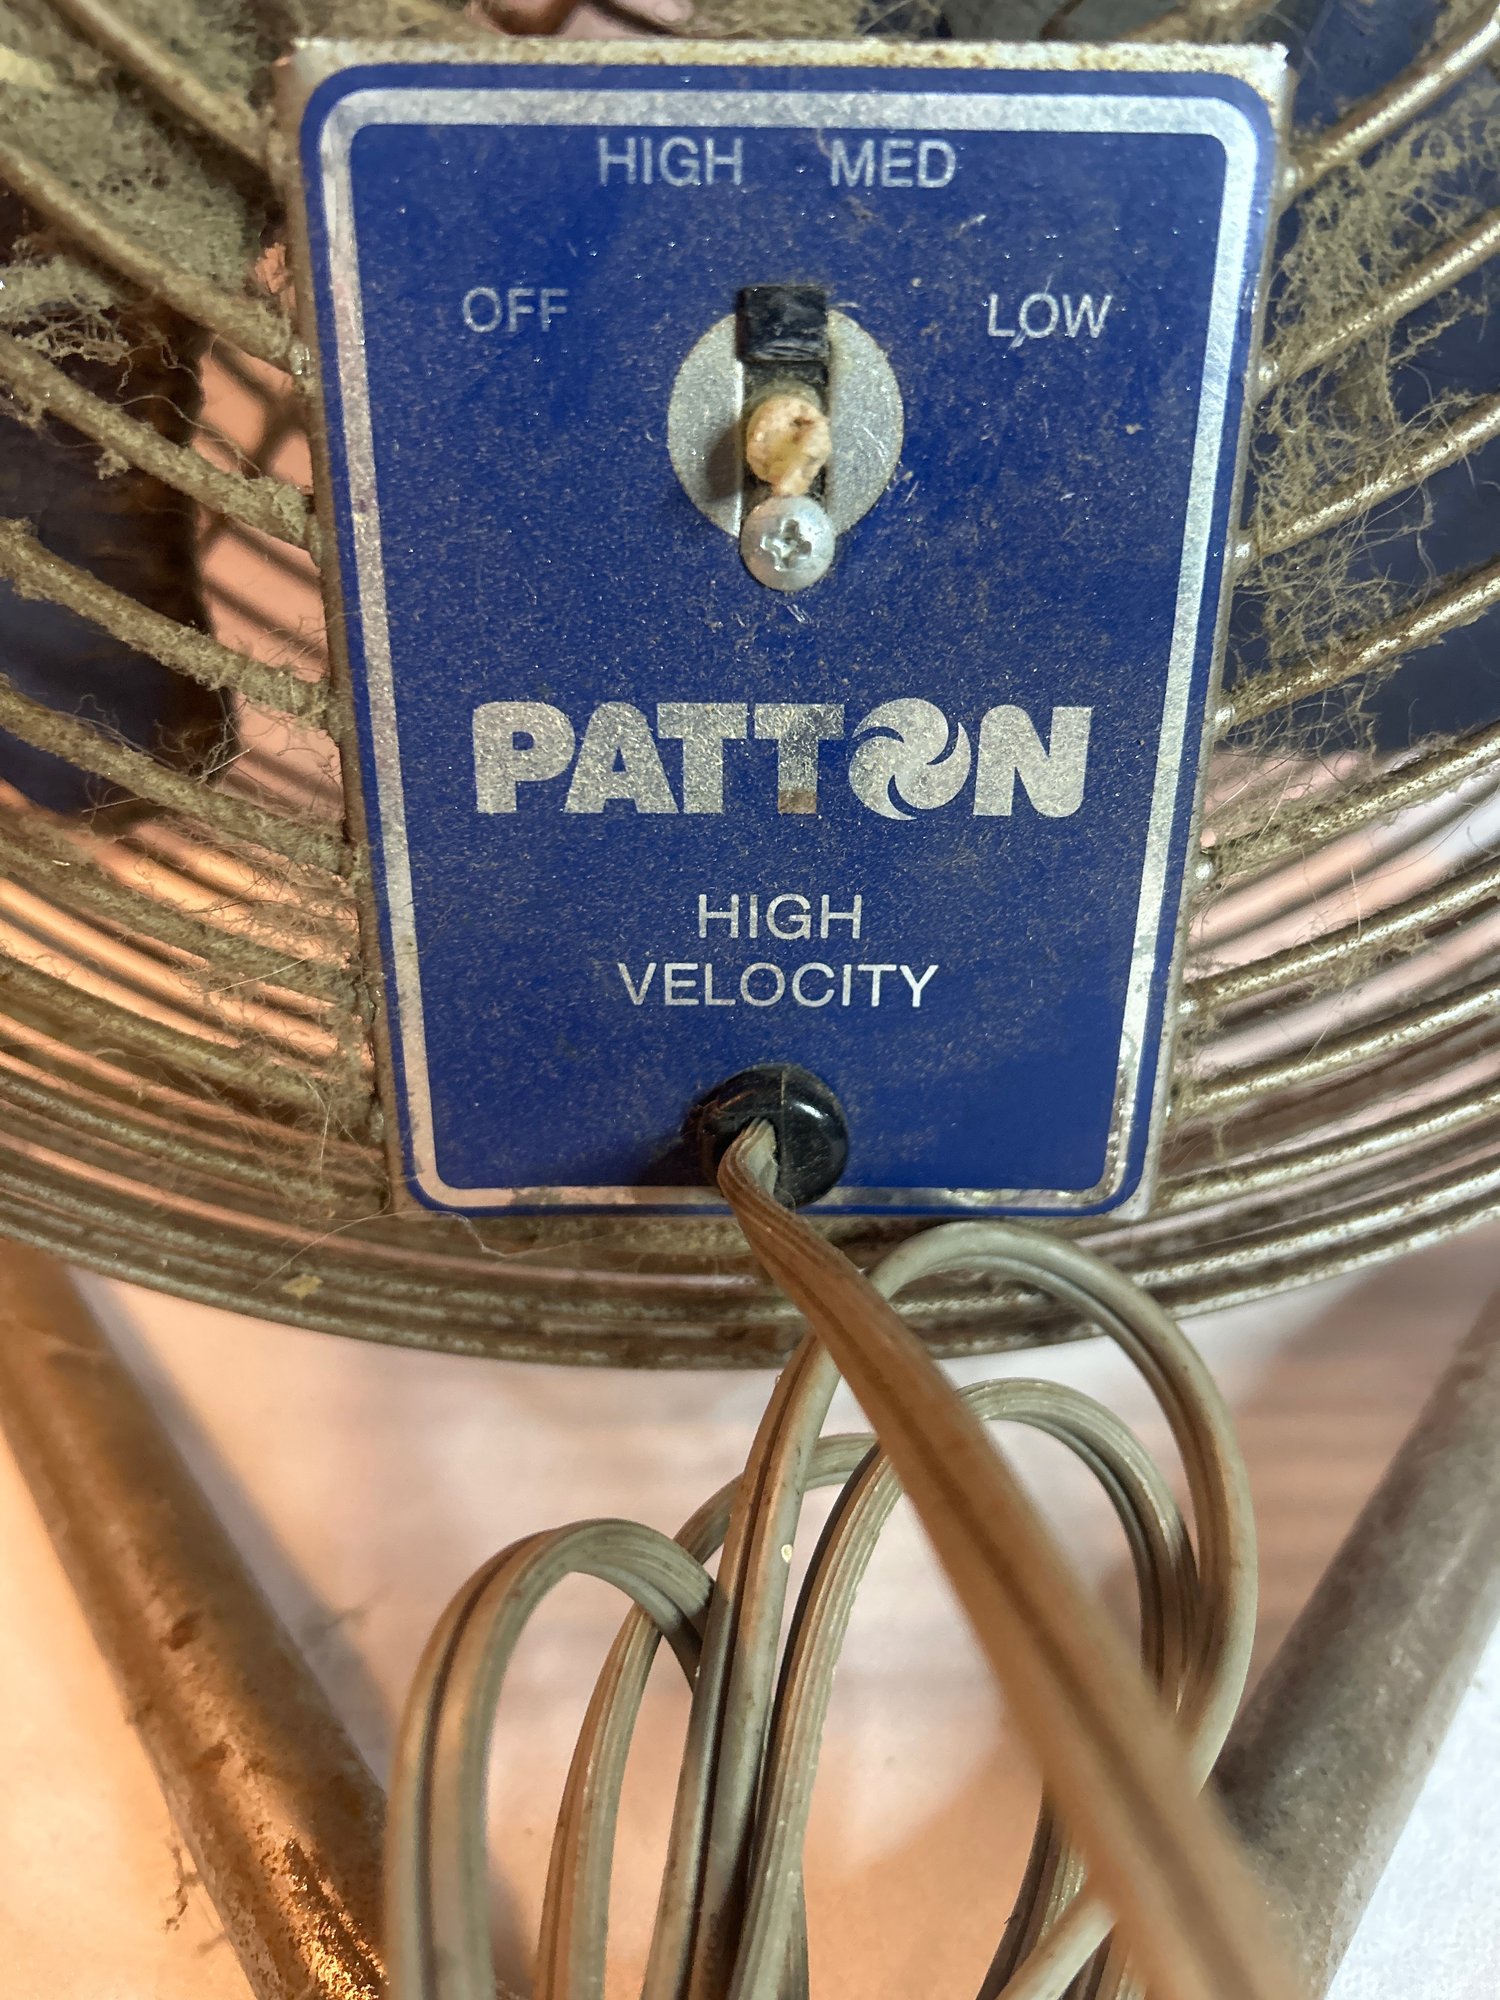 HIGH MED
OFF LOW
PATTON
HIGH
VELOCITY